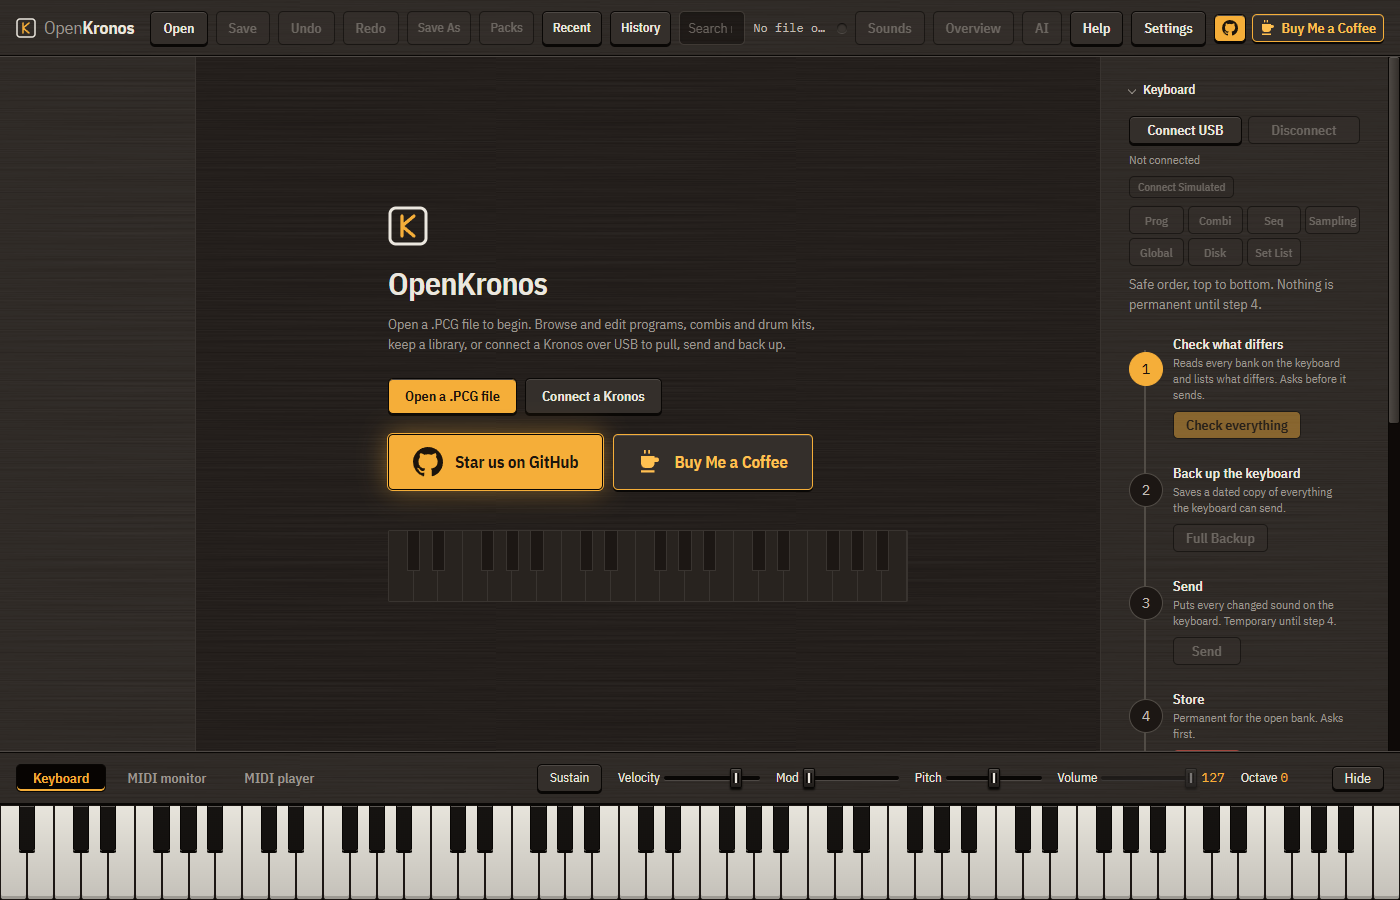 OpenKronos
Open
Save
Undo
Redo
Save As
Packs
Recent
History
Search
No file o…
Sounds
Overview
AI
Help
Settings
Buy Me a Coffee
OpenKronos
Open a .PCG file to begin. Browse and edit programs, combis and drum kits,
keep a library, or connect a Kronos over USB to pull, send and back up.
Open a .PCG file
Connect a Kronos
Star us on GitHub
Buy Me a Coffee
Keyboard
Connect USB
Disconnect
Not connected
Connect Simulated
Prog
Combi
Seq
Sampling
Global
Disk
Set List
Safe order, top to bottom. Nothing is
permanent until step 4.
1
Check what differs
Reads every bank on the keyboard
and lists what differs. Asks before it
sends.
Check everything
2
Back up the keyboard
Saves a dated copy of everything
the keyboard can send.
Full Backup
3
Send
Puts every changed sound on the
keyboard. Temporary until step 4.
Send
4
Store
Permanent for the open bank. Asks
first.
Keyboard
MIDI monitor
MIDI player
Sustain
Velocity
Mod
Pitch
Volume
127
Octave 0
Hide